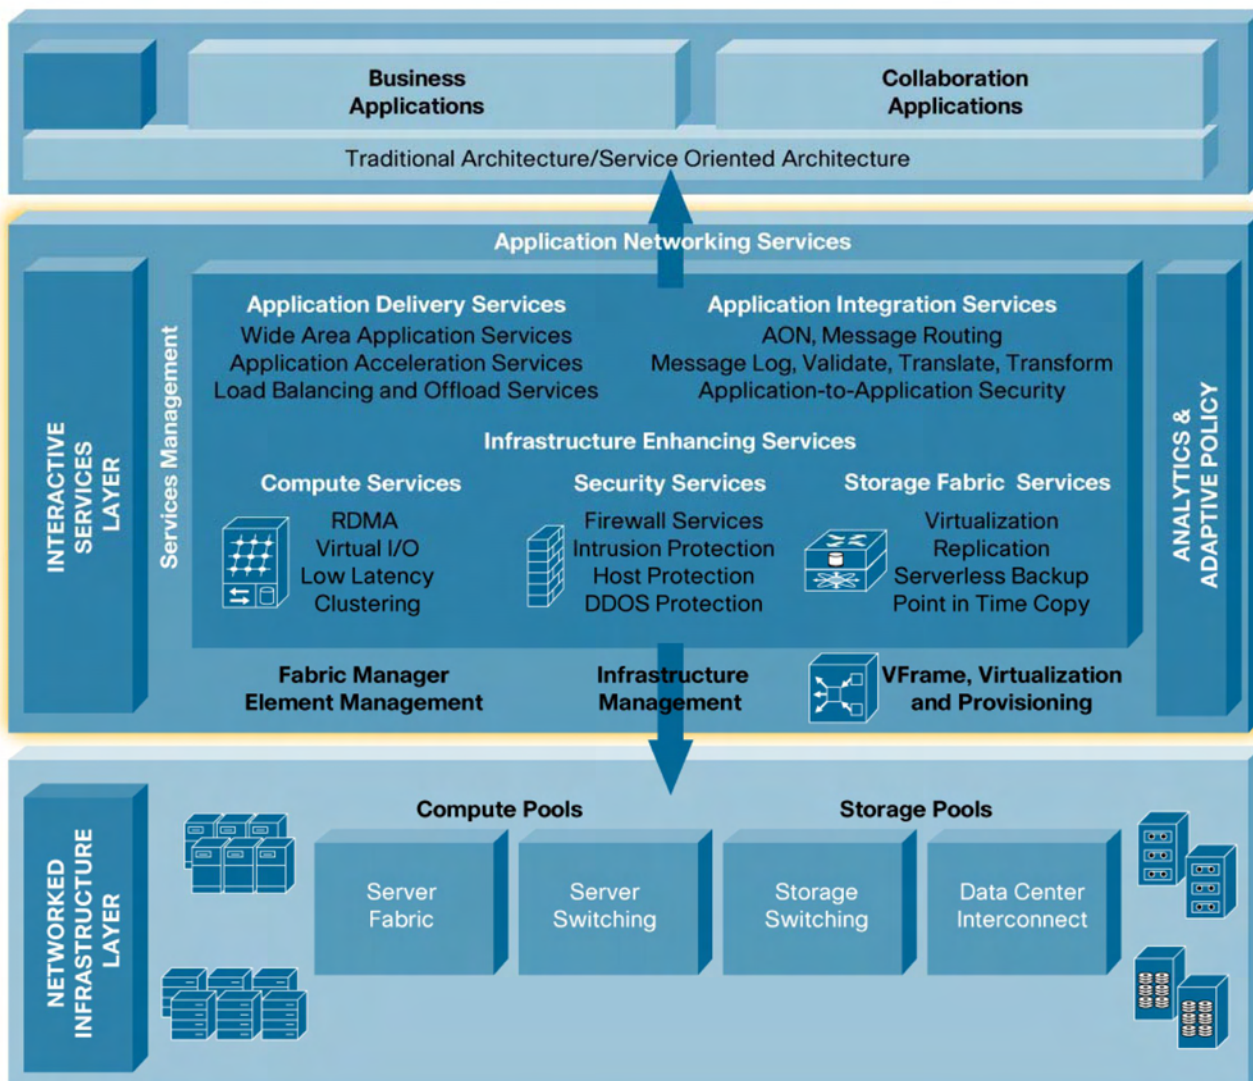 Business
Applications
Collaboration
Applications
Traditional Architecture/Service Oriented Architecture
Application Networking Services
INTERACTIVE
SERVICES
LAYER
Services Management
Application Delivery Services
Wide Area Application Services
Application Acceleration Services
Load Balancing and Offload Services
Application Integration Services
AON, Message Routing
Message Log, Validate, Translate, Transform
Application-to-Application Security
Infrastructure Enhancing Services
Compute Services
RDMA
Virtual I/O
Low Latency
Clustering
Security Services
Firewall Services
Intrusion Protection
Host Protection
DDOS Protection
Storage Fabric Services
Virtualization
Replication
Serverless Backup
Point in Time Copy
ANALYTICS &
ADAPTIVE POLICY
Fabric Manager
Element Management
Infrastructure
Management
VFrame, Virtualization
and Provisioning
NETWORKED
INFRASTRUCTURE
LAYER
Compute Pools
Storage Pools
Server
Fabric
Server
Switching
Storage
Switching
Data Center
Interconnect